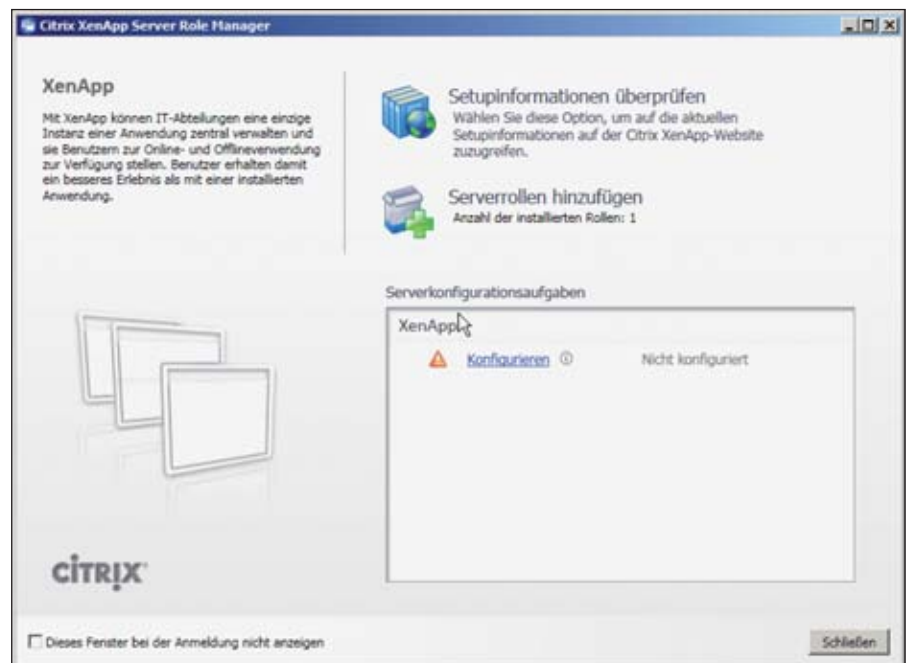 Citrix XenApp Server Role Manager
XenApp
Mit XenApp können IT-Abteilungen eine einzige
Instanz einer Anwendung zentral verwalten und
sie Benutzern zur Online- und Offlineverwendung
zur Verfügung stellen. Benutzer erhalten damit
ein besseres Erlebnis als mit einer installierten
Anwendung.
Setupinformationen überprüfen
Wählen Sie diese Option, um auf die aktuellen
Setupinformationen auf der Citrix XenApp-Website
zuzugreifen.
Serverrollen hinzufügen
Anzahl der installierten Rollen: 1
Serverkonfigurationsaufgaben
XenApp
Konfigurieren Nicht konfiguriert
CITRIX
Dieses Fenster bei der Anmeldung nicht anzeigen
Schließen